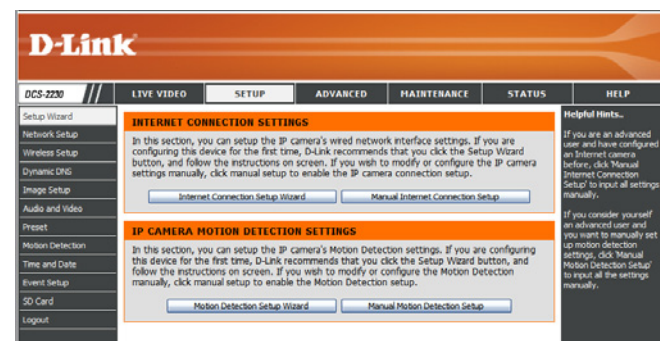 D-Link
DCS-2230
LIVE VIDEO
SETUP
ADVANCED
MAINTENANCE
STATUS
HELP
Setup Wizard
Network Setup
Wireless Setup
Dynamic DNS
Image Setup
Audio and Video
Preset
Motion Detection
Time and Date
Event Setup
SD Card
Logout
INTERNET CONNECTION SETTINGS
In this section, you can setup the IP camera's wired network interface settings. If you are
configuring this device for the first time, D-Link recommends that you click the Setup Wizard
button, and follow the instructions on screen. If you wish to modify or configure the IP camera
settings manually, click manual setup to enable the IP camera connection setup.
Internet Connection Setup Wizard
Manual Internet Connection Setup
IP CAMERA MOTION DETECTION SETTINGS
In this section, you can setup the IP camera's Motion Detection settings. If you are configuring
this device for the first time, D-Link recommends that you click the Setup Wizard button, and
follow the instructions on screen. If you wish to modify or configure the Motion Detection
manually, click manual setup to enable the Motion Detection setup.
Motion Detection Setup Wizard
Manual Motion Detection Setup
Helpful Hints..
If you are an advanced
user and have configured
an Internet camera
before, click 'Manual
Internet Connection
Setup' to input all settings
manually.
If you consider yourself
an advanced user and
you want to manually set
up motion detection
settings, click 'Manual
Motion Detection Setup'
to input all the settings
manually.